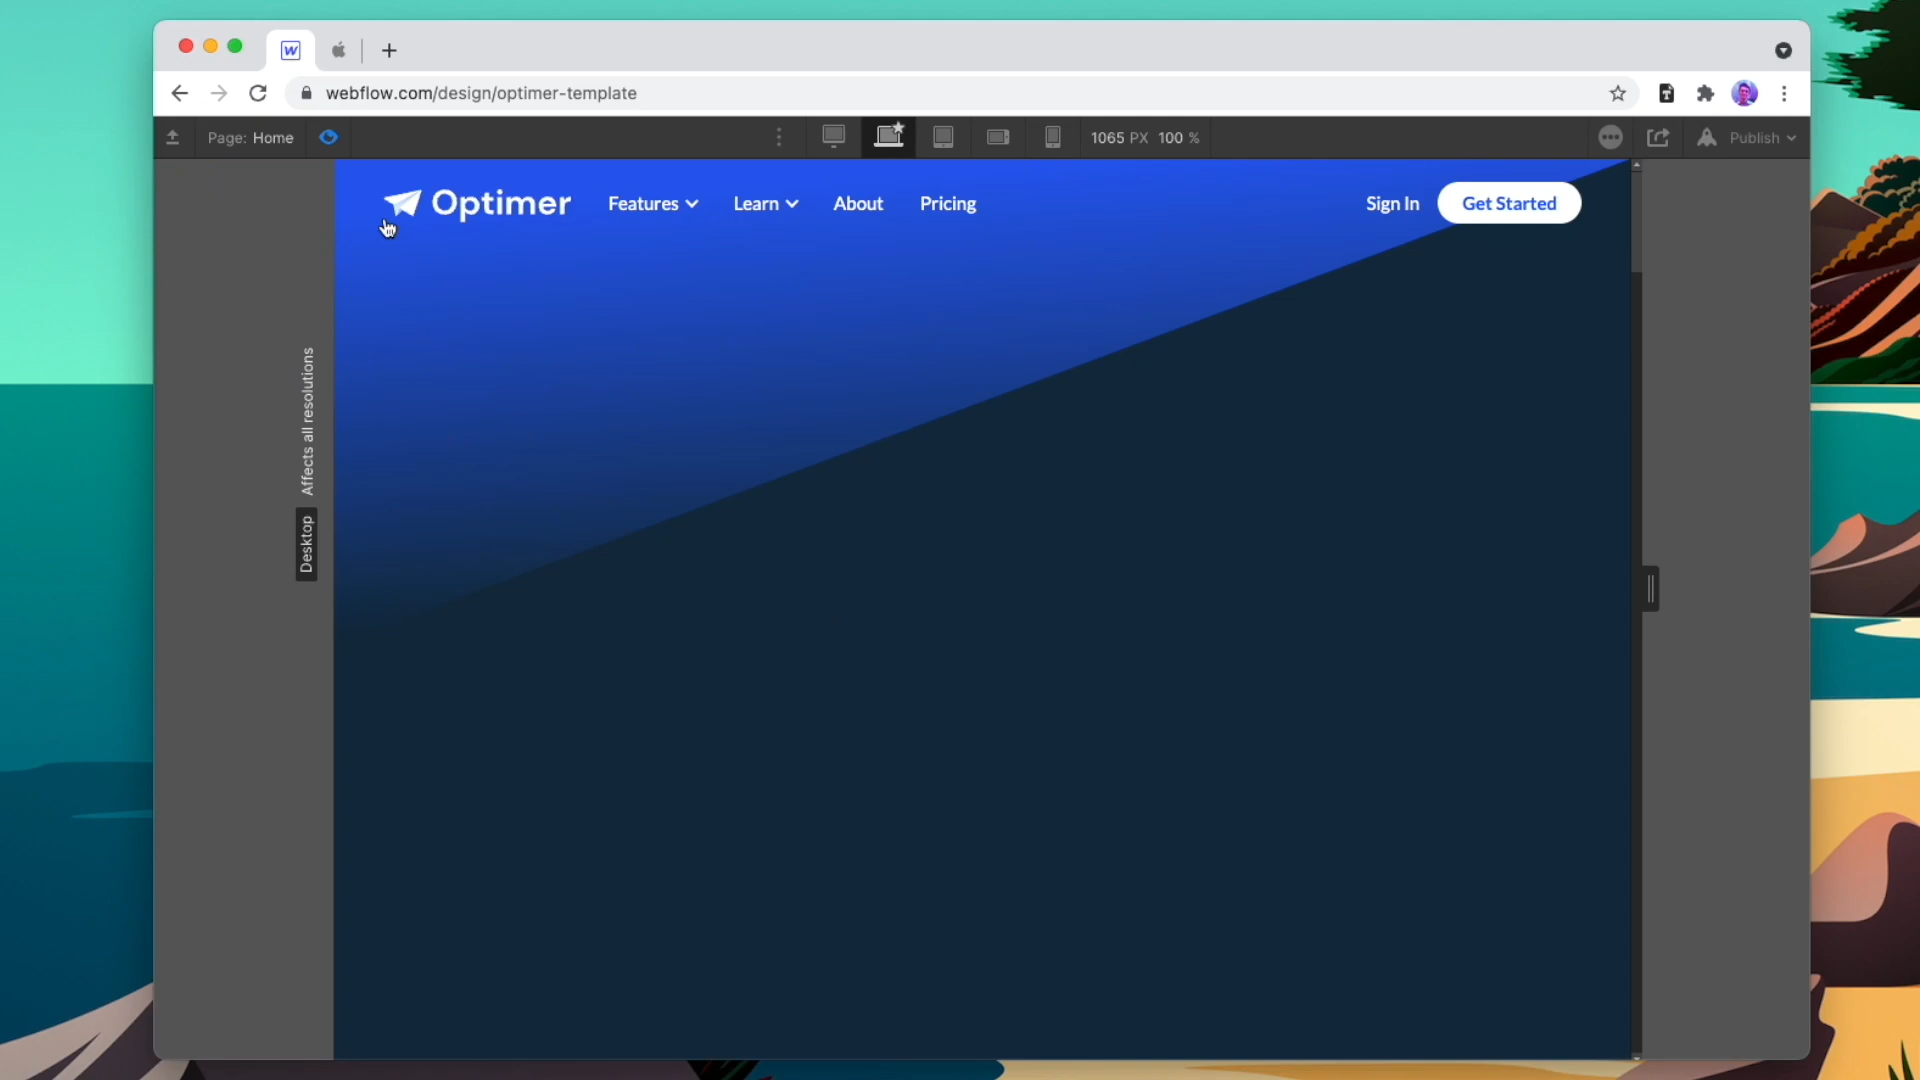 webflow.com/design/optimer-template
Page: Home
1065 PX 100 %
Publish
Optimer
Features
Learn
About
Pricing
Sign In
Get Started
Affects all resolutions
Desktop